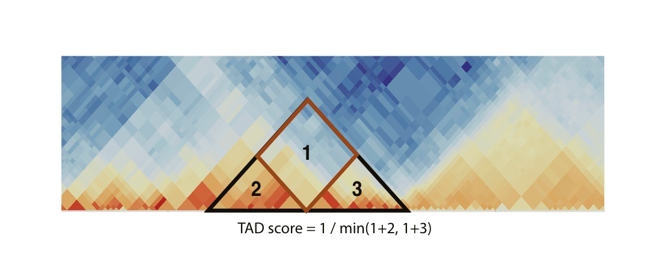 1
2 3
TAD score = 1 / min(1+2, 1+3)